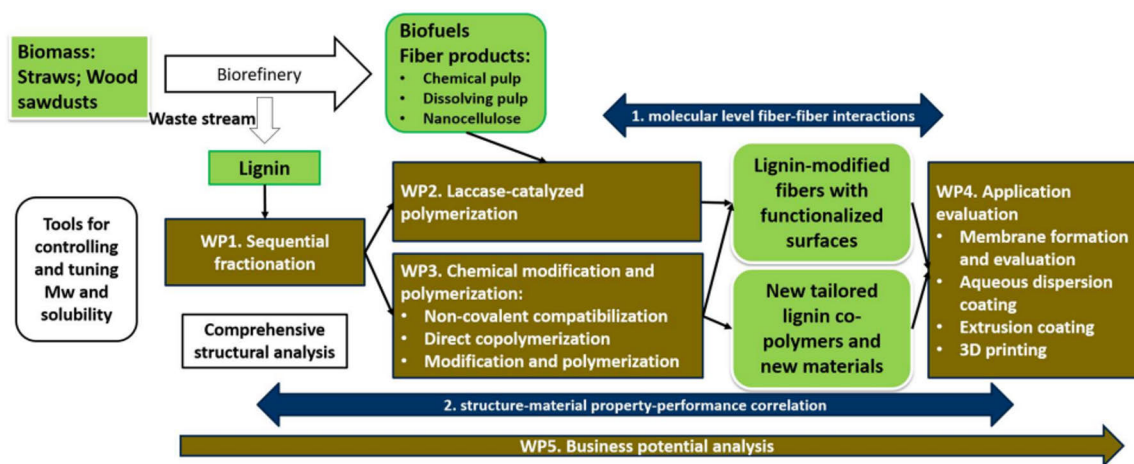 Biomass:
Straws; Wood
sawdusts
Biorefinery
Waste stream
Biofuels
Fiber products:
• Chemical pulp
• Dissolving pulp
• Nanocellulose
1. molecular level fiber-fiber interactions
Lignin
Tools for
controlling
and tuning
Mw and
solubility
WP1. Sequential
fractionation
Comprehensive
structural analysis
WP2. Laccase-catalyzed
polymerization
WP3. Chemical modification and
polymerization:
• Non-covalent compatibilization
• Direct copolymerization
• Modification and polymerization
Lignin-modified
fibers with
functionalized
surfaces
New tailored
lignin co-
polymers and
new materials
WP4. Application
evaluation
• Membrane formation
and evaluation
• Aqueous dispersion
coating
• Extrusion coating
• 3D printing
2. structure-material property-performance correlation
WP5. Business potential analysis